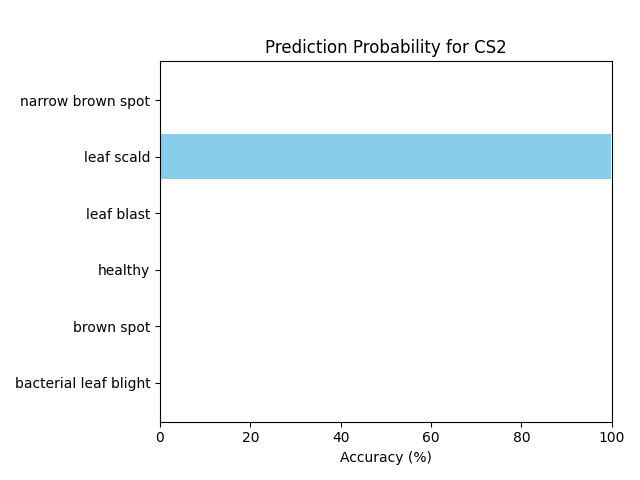 Prediction Probability for CS2
narrow brown spot
leaf scald
leaf blast
healthy
brown spot
bacterial leaf blight
0 20 40 60 80 100
Accuracy (%)